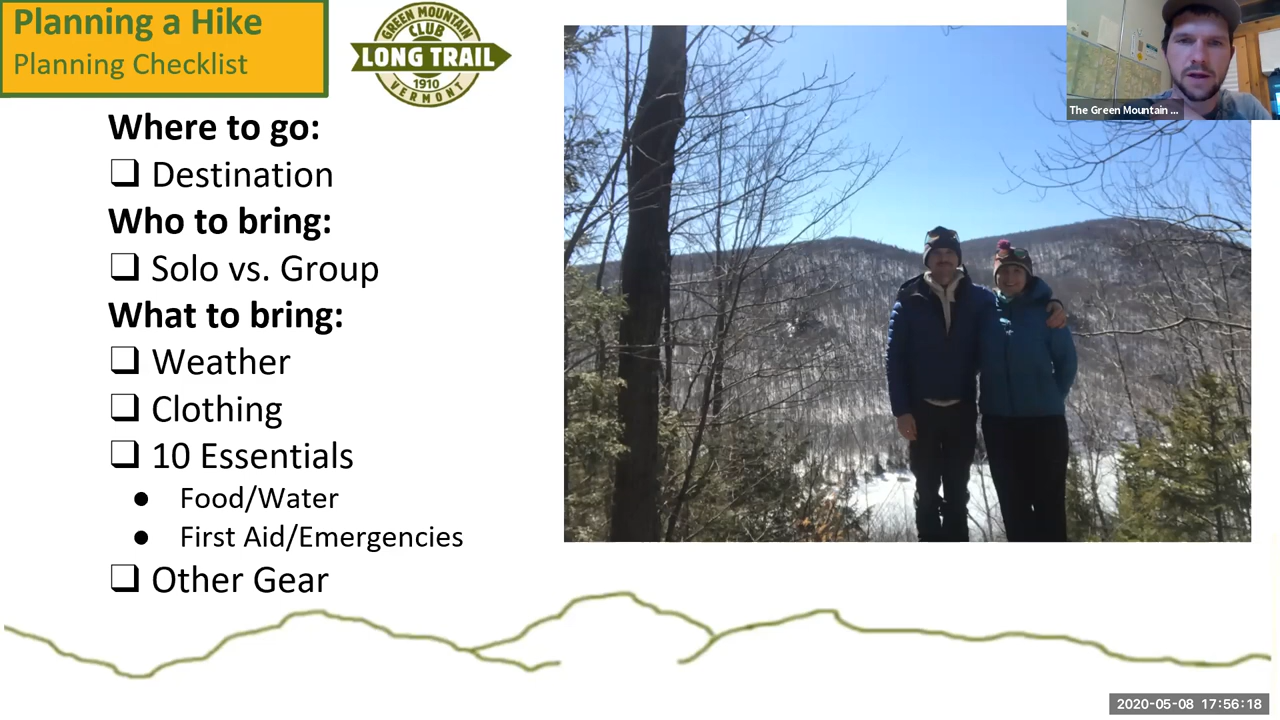 Planning a Hike
Planning Checklist
GREEN MOUNTAIN
CLUB
LONG TRAIL
1910
VERMONT
The Green Mountain ...
Where to go:
❑ Destination
Who to bring:
❑ Solo vs. Group
What to bring:
❑ Weather
❑ Clothing
❑ 10 Essentials
● Food/Water
● First Aid/Emergencies
❑ Other Gear
2020-05-08 17:56:18